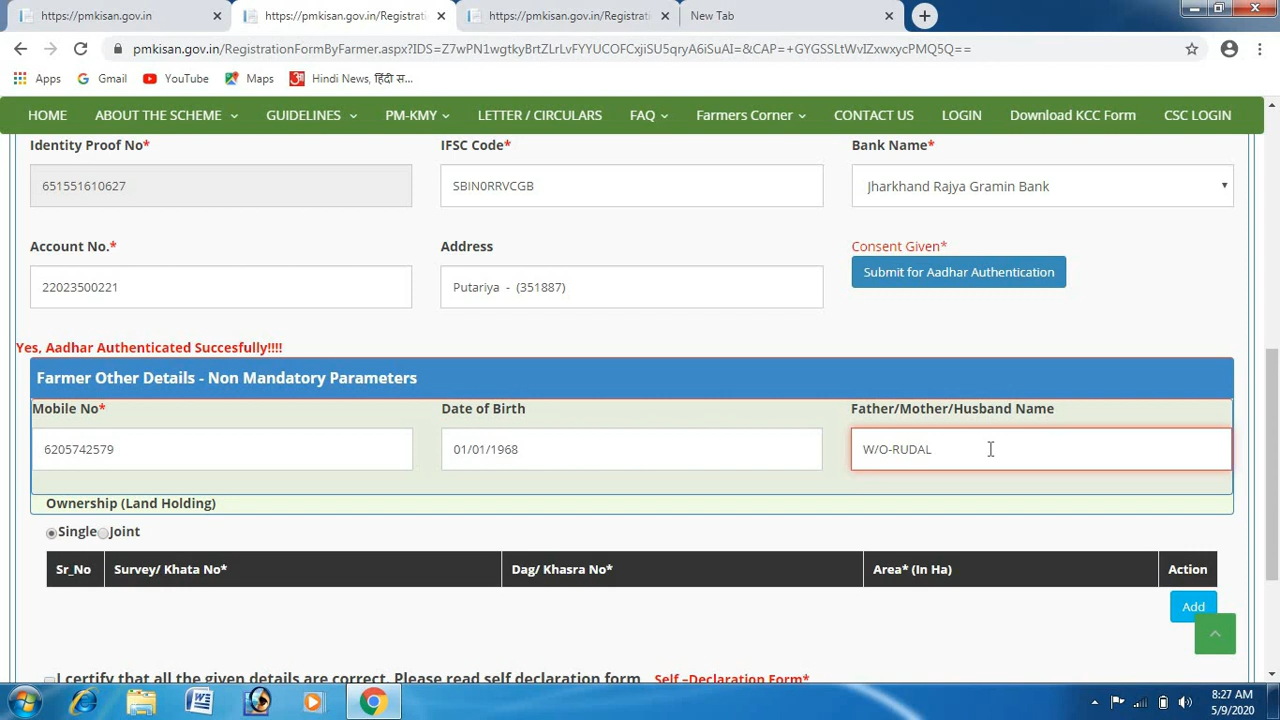 https://pmkisan.gov.in
https://pmkisan.gov.in/Registrati
https://pmkisan.gov.in/Registrati
New Tab
pmkisan.gov.in/RegistrationFormByFarmer.aspx?IDS=Z7wPN1wgtkyBrtZLrLvFYYUCOFCxjiSU5qryA6iSuAI=0CAP=+GYGSSLtWvIZxwxycPMQ5Q==
Apps
Gmail
YouTube
Maps
Hindi News, हिंदी स...
HOME
ABOUT THE SCHEME
GUIDELINES
PM-KMY
LETTER / CIRCULARS
FAQ
Farmers Corner
CONTACT US
LOGIN
Download KCC Form
CSC LOGIN
Identity Proof No*
IFSC Code*
Bank Name*
651551610627
SBIN0RRVCGB
Jharkhand Rajya Gramin Bank
Account No.*
Address
Consent Given*
22023500221
Putariya - (351887)
Submit for Aadhar Authentication
Yes, Aadhar Authenticated Succesfully!!!!
Farmer Other Details - Non Mandatory Parameters
Mobile No*
Date of Birth
Father/Mother/Husband Name
6205742579
01/01/1968
W/O-RUDAL
Ownership (Land Holding)
Single Joint
Sr_No
Survey/ Khata No*
Dag/ Khasra No*
Area* (In Ha)
Action
Add
I certify that all the given details are correct. Please read self declaration form Self –Declaration Form*
8:27 AM
5/9/2020